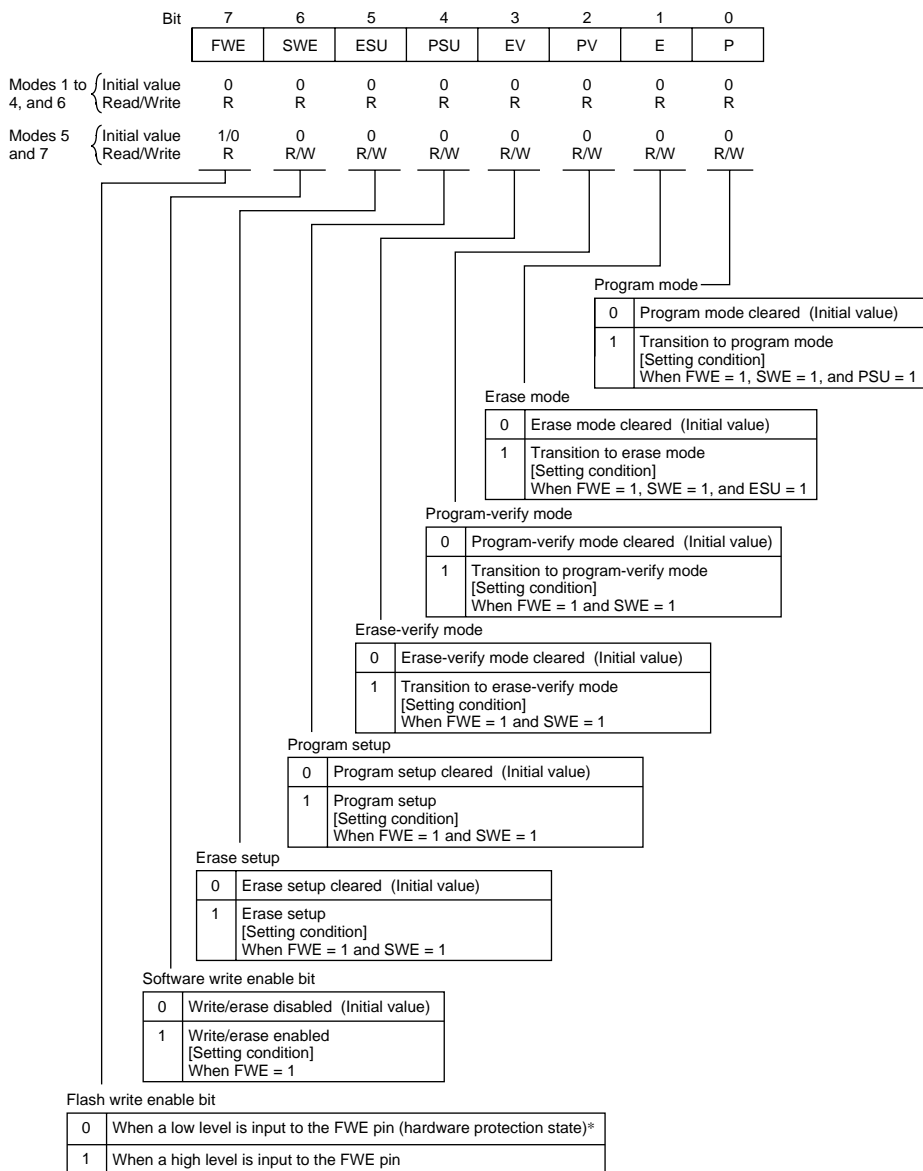 Bit 7 6 5 4 3 2 1 0
FWE SWE ESU PSU EV PV E P
Modes 1 to 4, and 6 Initial value 0 0 0 0 0 0 0 0
Read/Write R R R R R R R R
Modes 5 and 7 Initial value 1/0 0 0 0 0 0 0 0
Read/Write R R/W R/W R/W R/W R/W R/W R/W
Program mode
0 Program mode cleared (Initial value)
1 Transition to program mode
[Setting condition]
When FWE = 1, SWE = 1, and PSU = 1
Erase mode
0 Erase mode cleared (Initial value)
1 Transition to erase mode
[Setting condition]
When FWE = 1, SWE = 1, and ESU = 1
Program-verify mode
0 Program-verify mode cleared (Initial value)
1 Transition to program-verify mode
[Setting condition]
When FWE = 1 and SWE = 1
Erase-verify mode
0 Erase-verify mode cleared (Initial value)
1 Transition to erase-verify mode
[Setting condition]
When FWE = 1 and SWE = 1
Program setup
0 Program setup cleared (Initial value)
1 Program setup
[Setting condition]
When FWE = 1 and SWE = 1
Erase setup
0 Erase setup cleared (Initial value)
1 Erase setup
[Setting condition]
When FWE = 1 and SWE = 1
Software write enable bit
0 Write/erase disabled (Initial value)
1 Write/erase enabled
[Setting condition]
When FWE = 1
Flash write enable bit
0 When a low level is input to the FWE pin (hardware protection state)*
1 When a high level is input to the FWE pin